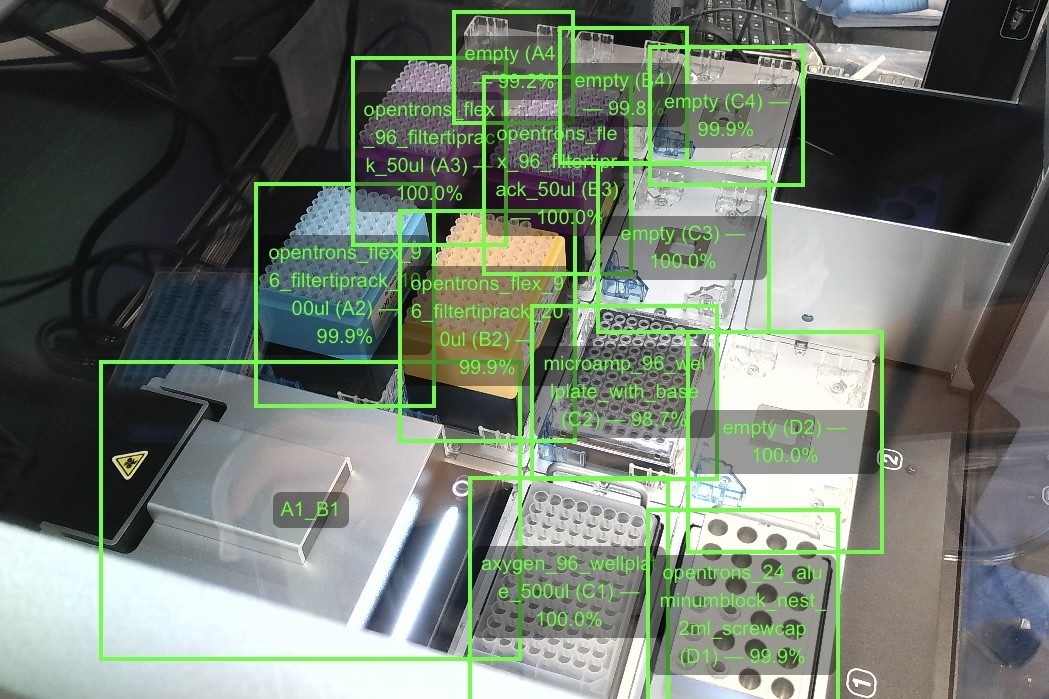 empty (A4
99.2%
empty (B4)
— 99.8
empty (C4) —
99.9%
opentrons_flex
_96_filtertiprac
k_50ul (A3) —
100.0%
opentrons_fle
x_96_filtertipr
ack_50ul (B3)
— 100.0%
empty (C3) —
100.0%
opentrons_flex_9
6_filtertiprack_10
00ul (A2) —
99.9%
opentrons_flex_9
6_filtertiprack_20
0ul (B2) —
99.9%
microamp_96_wel
lplate_with_base
(C2) — 98.7%
empty (D2) —
100.0%
2
A1_B1
axygen_96_wellpla
e_500ul (C1) —
100.0%
opentrons_24_alu
minumblock_nest_
2ml_screwcap
(D1) — 99.9%
1